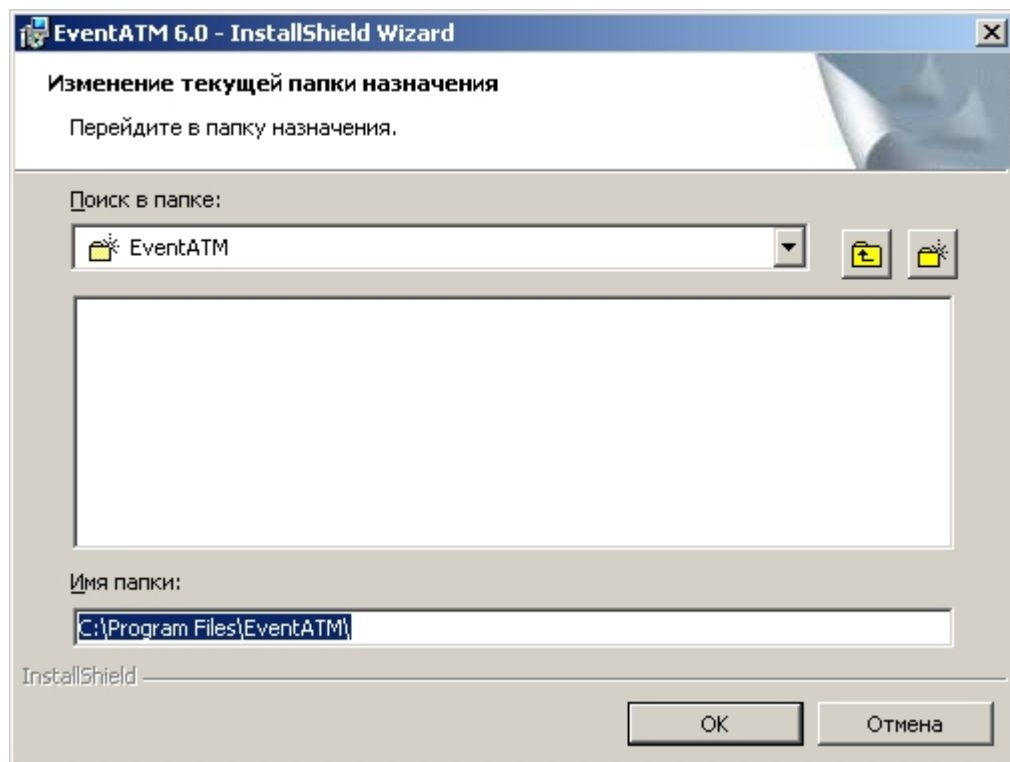 EventATM 6.0 - InstallShield Wizard
Изменение текущей папки назначения
Перейдите в папку назначения.
Поиск в папке:
EventATM
Имя папки:
C:\Program Files\EventATM\
InstallShield
OK
Отмена